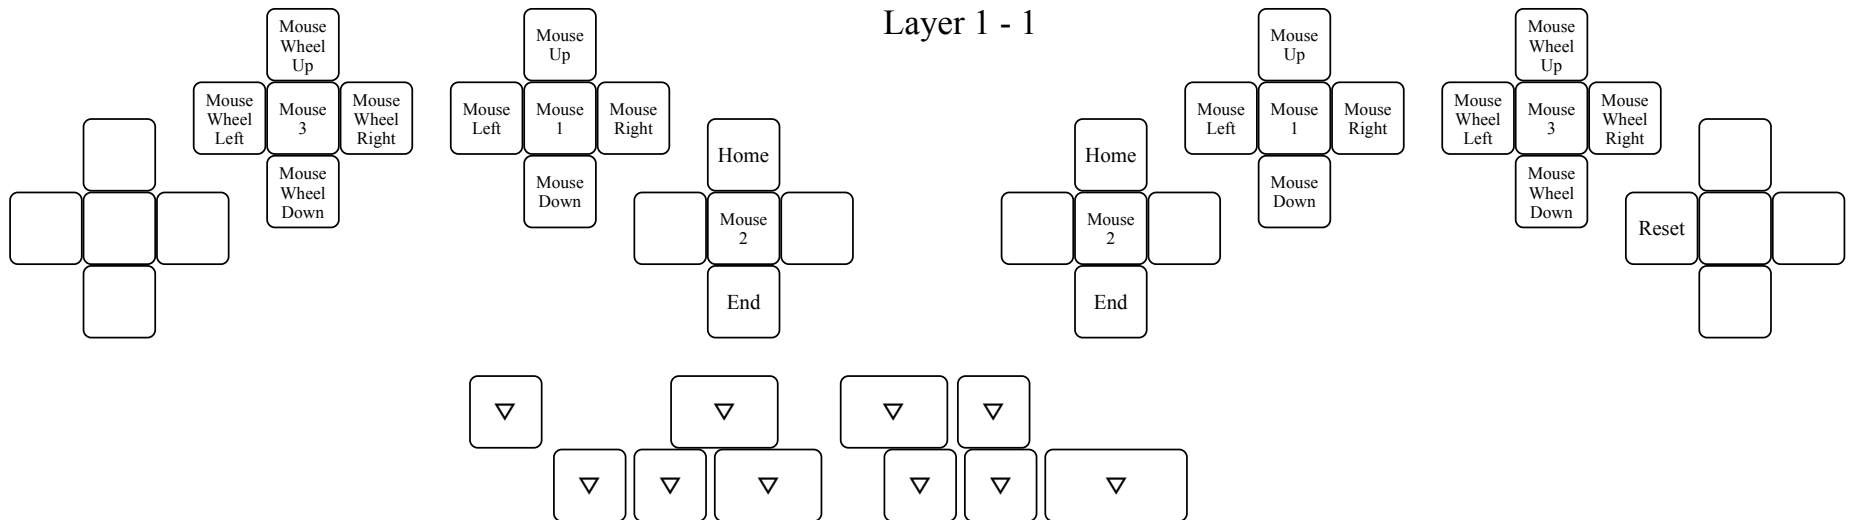 Layer 1 - 1
Mouse
Wheel
Up
Mouse
Wheel
Left
Mouse
3
Mouse
Wheel
Right
Mouse
Wheel
Down
Mouse
Up
Mouse
Left
Mouse
1
Mouse
Right
Mouse
Down
Home
Mouse
2
End
Home
Mouse
2
End
Mouse
Up
Mouse
Left
Mouse
1
Mouse
Right
Mouse
Down
Mouse
Wheel
Up
Mouse
Wheel
Left
Mouse
3
Mouse
Wheel
Right
Mouse
Wheel
Down
Reset